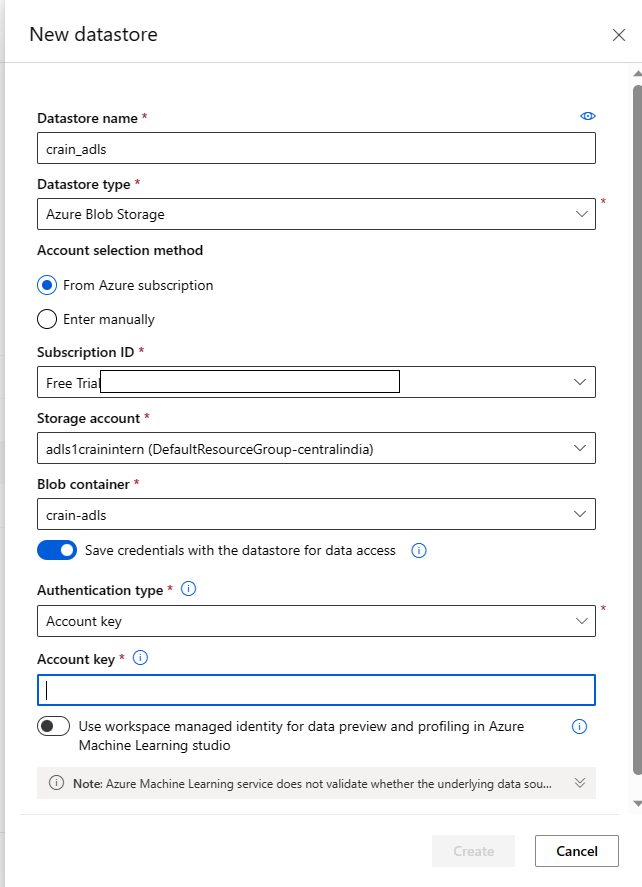 New datastore
Datastore name *
crain_adls
Datastore type *
Azure Blob Storage
*
Account selection method
From Azure subscription
Enter manually
Subscription ID *
Free Trial
Storage account *
adls1crainintern (DefaultResourceGroup-centralindia)
Blob container *
crain-adls
Save credentials with the datastore for data access
Authentication type *
Account key
*
Account key *
Use workspace managed identity for data preview and profiling in Azure
Machine Learning studio
Note: Azure Machine Learning service does not validate whether the underlying data sou...
Create
Cancel